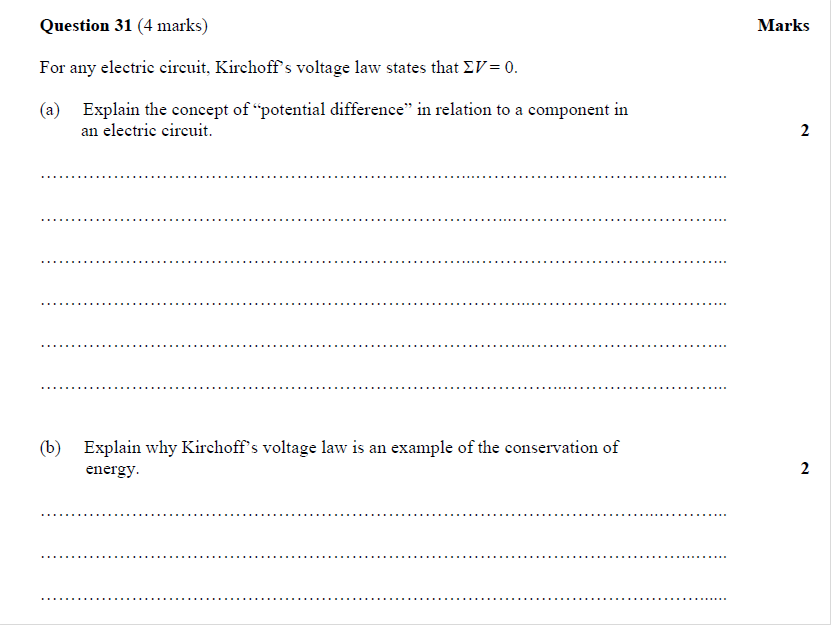 Question 31 (4 marks) Marks
For any electric circuit, Kirchoff's voltage law states that ΣV = 0.
(a) Explain the concept of “potential difference” in relation to a component in
an electric circuit. 2
(b) Explain why Kirchoff's voltage law is an example of the conservation of
energy. 2